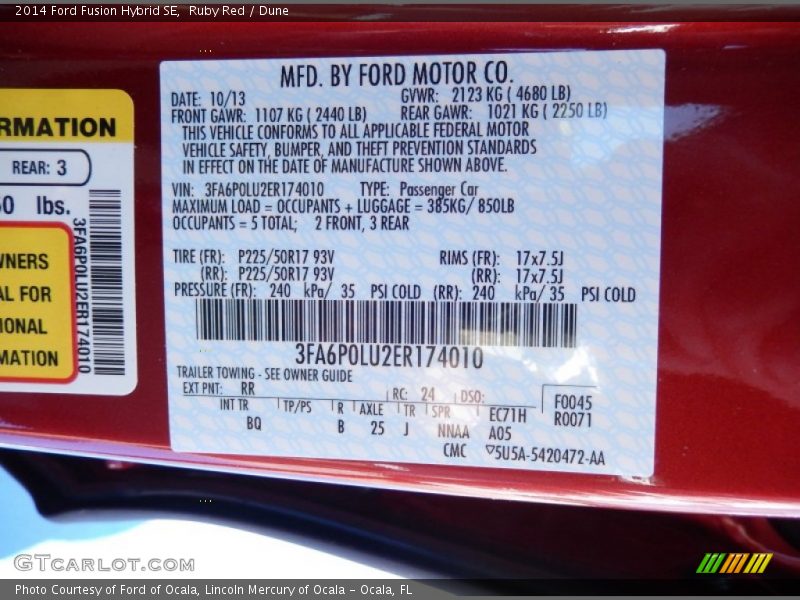 2014 Ford Fusion Hybrid SE, Ruby Red / Dune
RMATION
REAR: 3
50 lbs.
WNERS
AL FOR
IONAL
MATION
3FA6P0LU2ER174010
MFD. BY FORD MOTOR CO.
DATE: 10/13 GVWR: 2123 KG ( 4680 LB)
FRONT GAWR: 1107 KG ( 2440 LB) REAR GAWR: 1021 KG ( 2250 LB)
THIS VEHICLE CONFORMS TO ALL APPLICABLE FEDERAL MOTOR
VEHICLE SAFETY, BUMPER, AND THEFT PREVENTION STANDARDS
IN EFFECT ON THE DATE OF MANUFACTURE SHOWN ABOVE.
VIN: 3FA6P0LU2ER174010 TYPE: Passenger Car
MAXIMUM LOAD = OCCUPANTS + LUGGAGE = 385KG/ 850LB
OCCUPANTS = 5 TOTAL; 2 FRONT, 3 REAR
TIRE (FR): P225/50R17 93V RIMS (FR): 17x7.5J
(RR): P225/50R17 93V (RR): 17x7.5J
PRESSURE (FR): 240 kPa/ 35 PSI COLD (RR): 240 kPa/ 35 PSI COLD
3FA6P0LU2ER174010
TRAILER TOWING - SEE OWNER GUIDE
EXT PNT: RR RC: 24 DSO: F0045
INT TR TP/PS R AXLE TR SPR EC71H R0071
BQ B 25 J NNAA A05
CMC ▽5U5A-5420472-AA
GTCARLOT.COM
Photo Courtesy of Ford of Ocala, Lincoln Mercury of Ocala - Ocala, FL